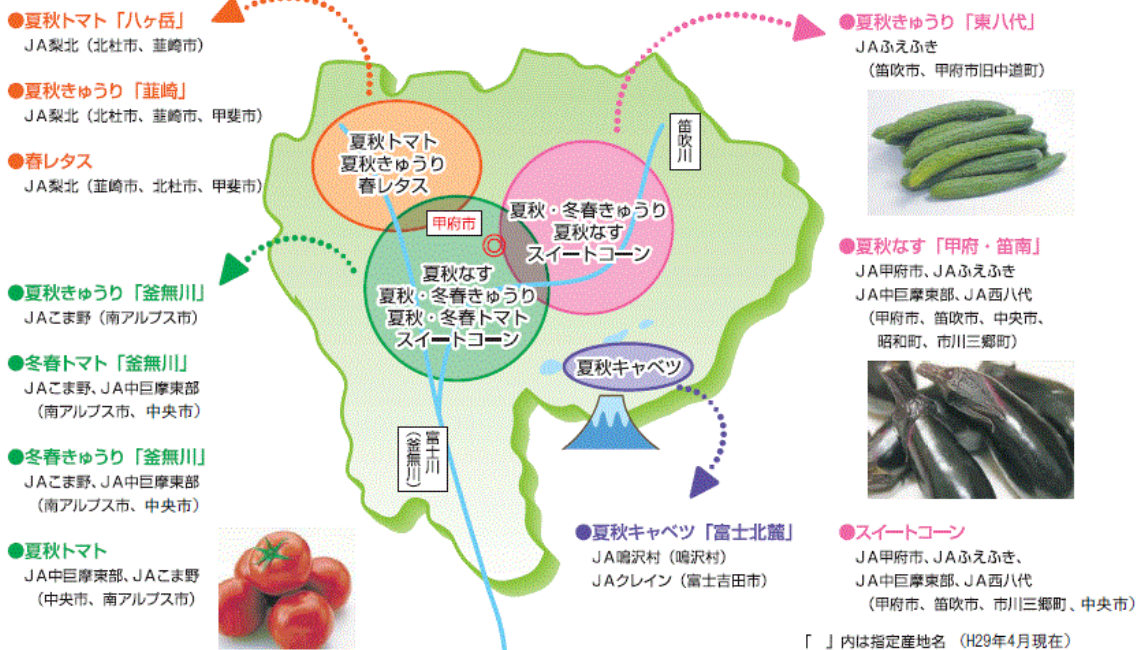 ●夏秋トマト「八ヶ岳」
JA梨北（北杜市、韮崎市）
●夏秋きゅうり「韮崎」
JA梨北（北杜市、韮崎市、甲斐市）
●春レタス
JA梨北（韮崎市、北杜市、甲斐市）
●夏秋きゅうり「釜無川」
JAこま野（南アルプス市）
●冬春トマト「釜無川」
JAこま野、JA中巨摩東部
（南アルプス市、中央市）
●冬春きゅうり「釜無川」
JAこま野、JA中巨摩東部
（南アルプス市、中央市）
●夏秋トマト
JA中巨摩東部、JAこま野
（中央市、南アルプス市）
夏秋トマト
夏秋きゅうり
春レタス
甲府市
笛吹川
夏秋・冬春きゅうり
夏秋なす
スイートコーン
夏秋なす
夏秋・冬春きゅうり
夏秋・冬春トマト
スイートコーン
夏秋キャベツ
富士川
（釜無川）
●夏秋キャベツ「富士北麓」
JA鳴沢村（鳴沢村）
JAクレイン（富士吉田市）
●夏秋きゅうり「東八代」
JAふえふき
（笛吹市、甲府市旧中道町）
●夏秋なす「甲府・笛南」
JA甲府市、JAふえふき
JA中巨摩東部、JA西八代
（甲府市、笛吹市、中央市、
昭和町、市川三郷町）
●スイートコーン
JA甲府市、JAふえふき、
JA中巨摩東部、JA西八代
（甲府市、笛吹市、市川三郷町、中央市）
「　」内は指定産地名 （H29年4月現在）